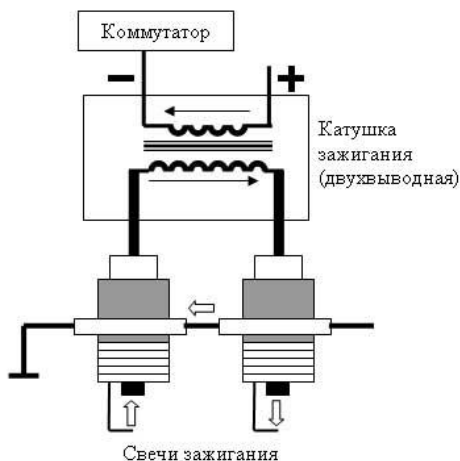 Коммутатор
− +
Катушка
зажигания
(двухвыводная)
Свечи зажигания